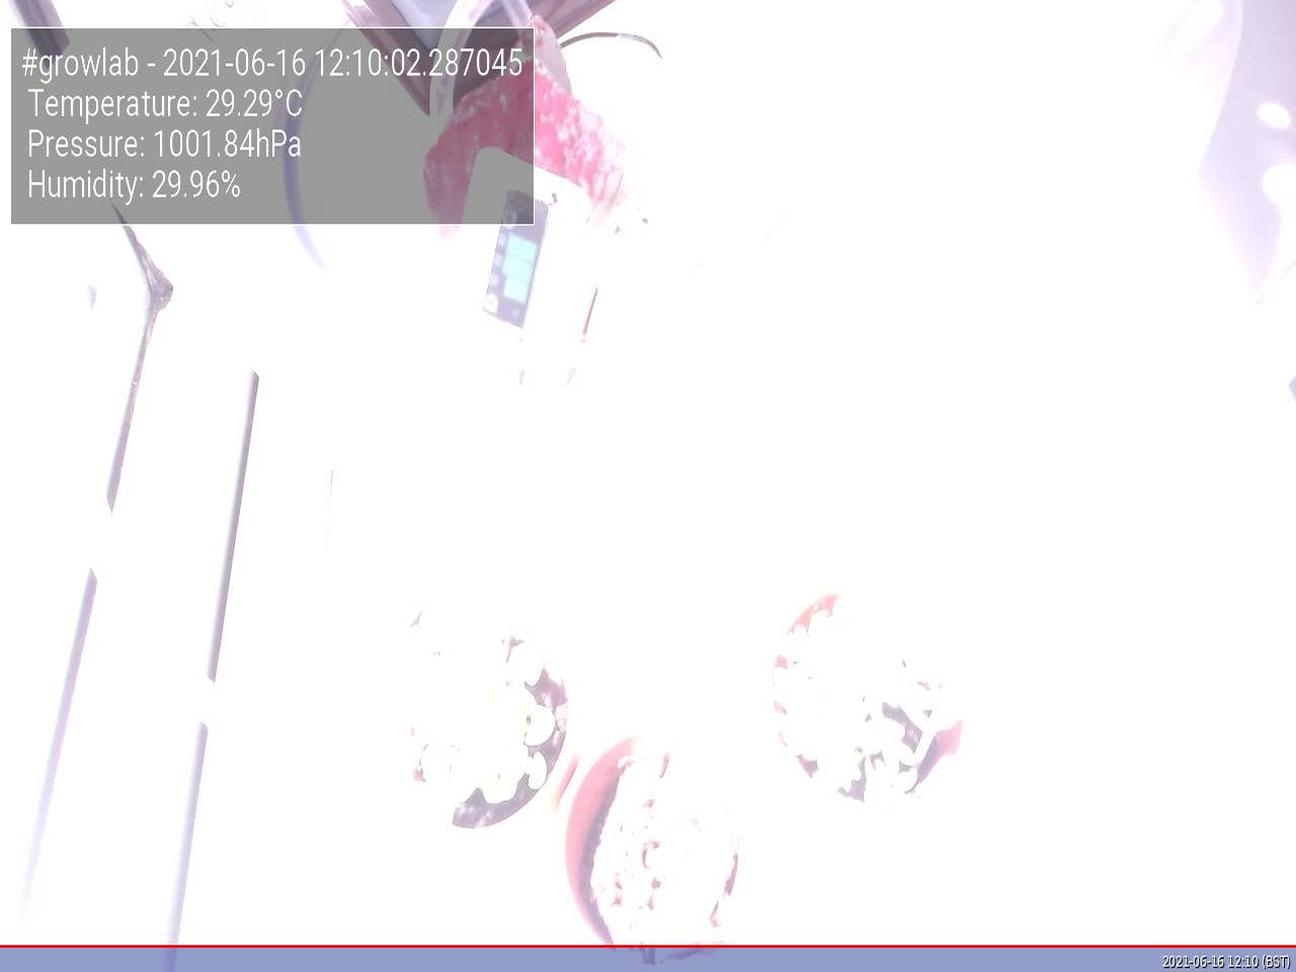 #growlab - 2021-06-16 12:10:02.287045
Temperature: 29.29°C
Pressure: 1001.84hPa
Humidity: 29.96%
2021-06-16 12:10 (BST)